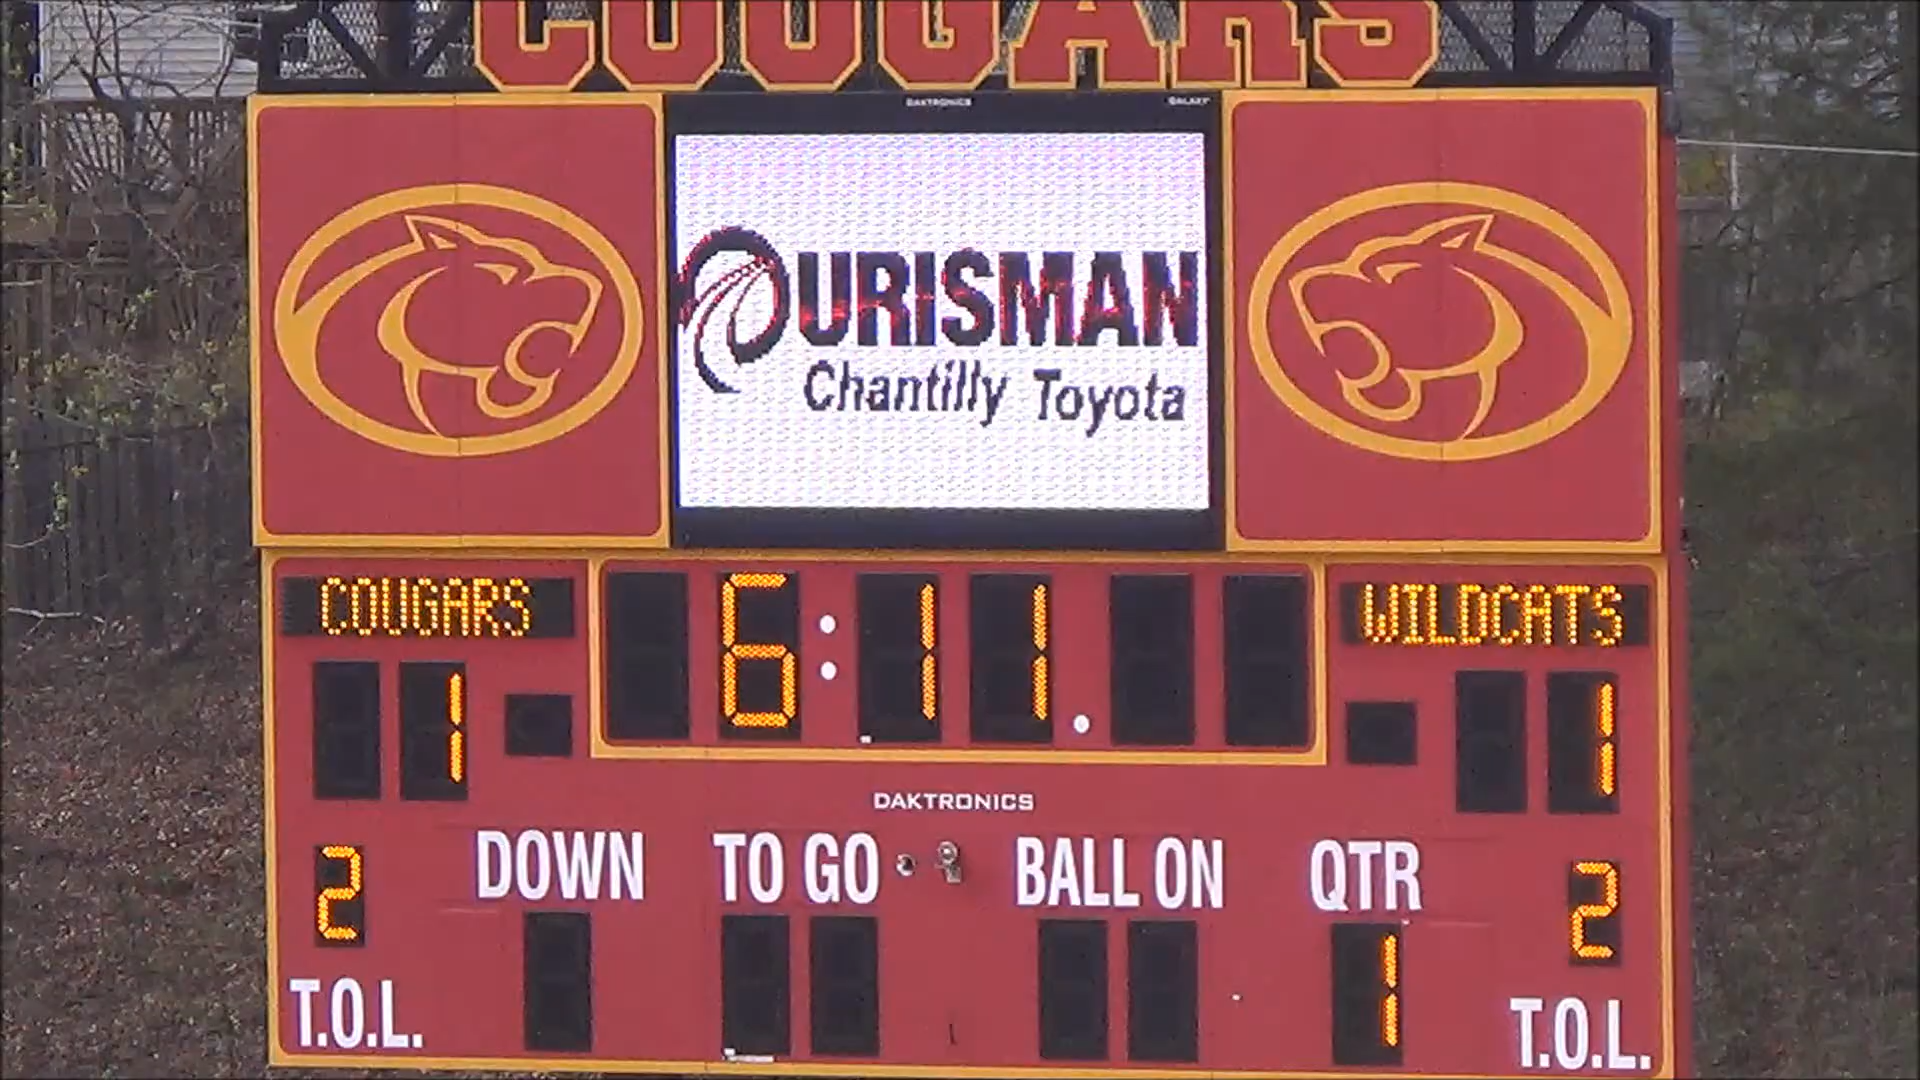 COUGARS
DAKTRONICS GALAXY
OURISMAN
Chantilly Toyota
COUGARS 6:11. WILDCATS
1 1
DAKTRONICS
DOWN TO GO BALL ON QTR
2 1 2
T.O.L. T.O.L.